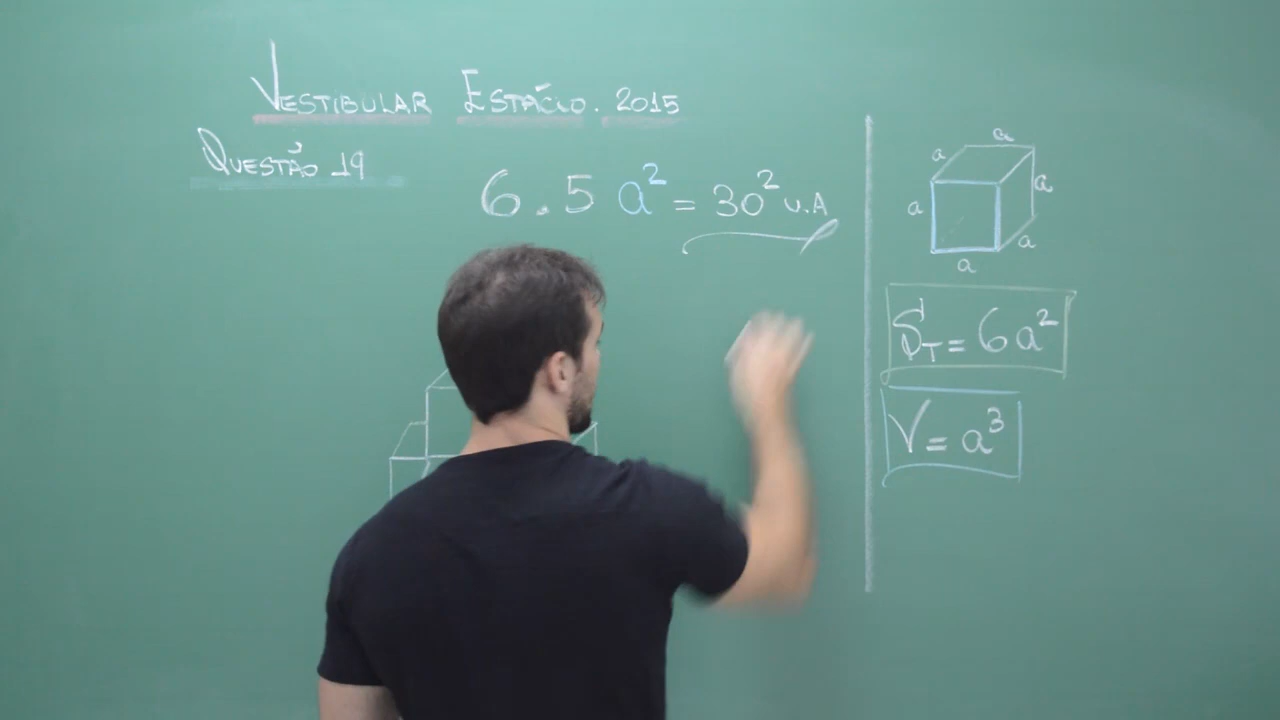 VESTIBULAR ESTÁCIO. 2015
QUESTÃO 19
6.5 a² = 30² u.A
a
a
a
a
a
a
S_T = 6a²
V = a³